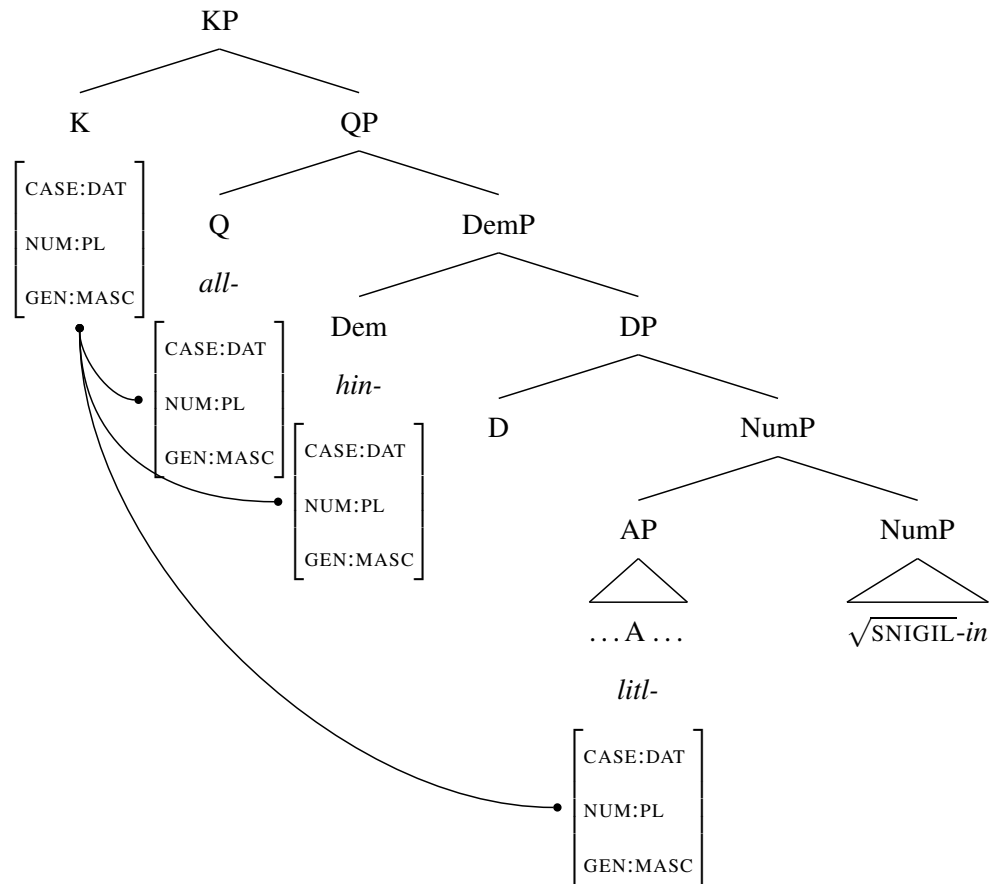 KP
K QP
CASE:DAT
NUM:PL
GEN:MASC
Q DemP
all-
CASE:DAT
NUM:PL
GEN:MASC
Dem DP
hin-
CASE:DAT
NUM:PL
GEN:MASC
D NumP
AP NumP
...A... √SNIGIL-in
litl-
CASE:DAT
NUM:PL
GEN:MASC